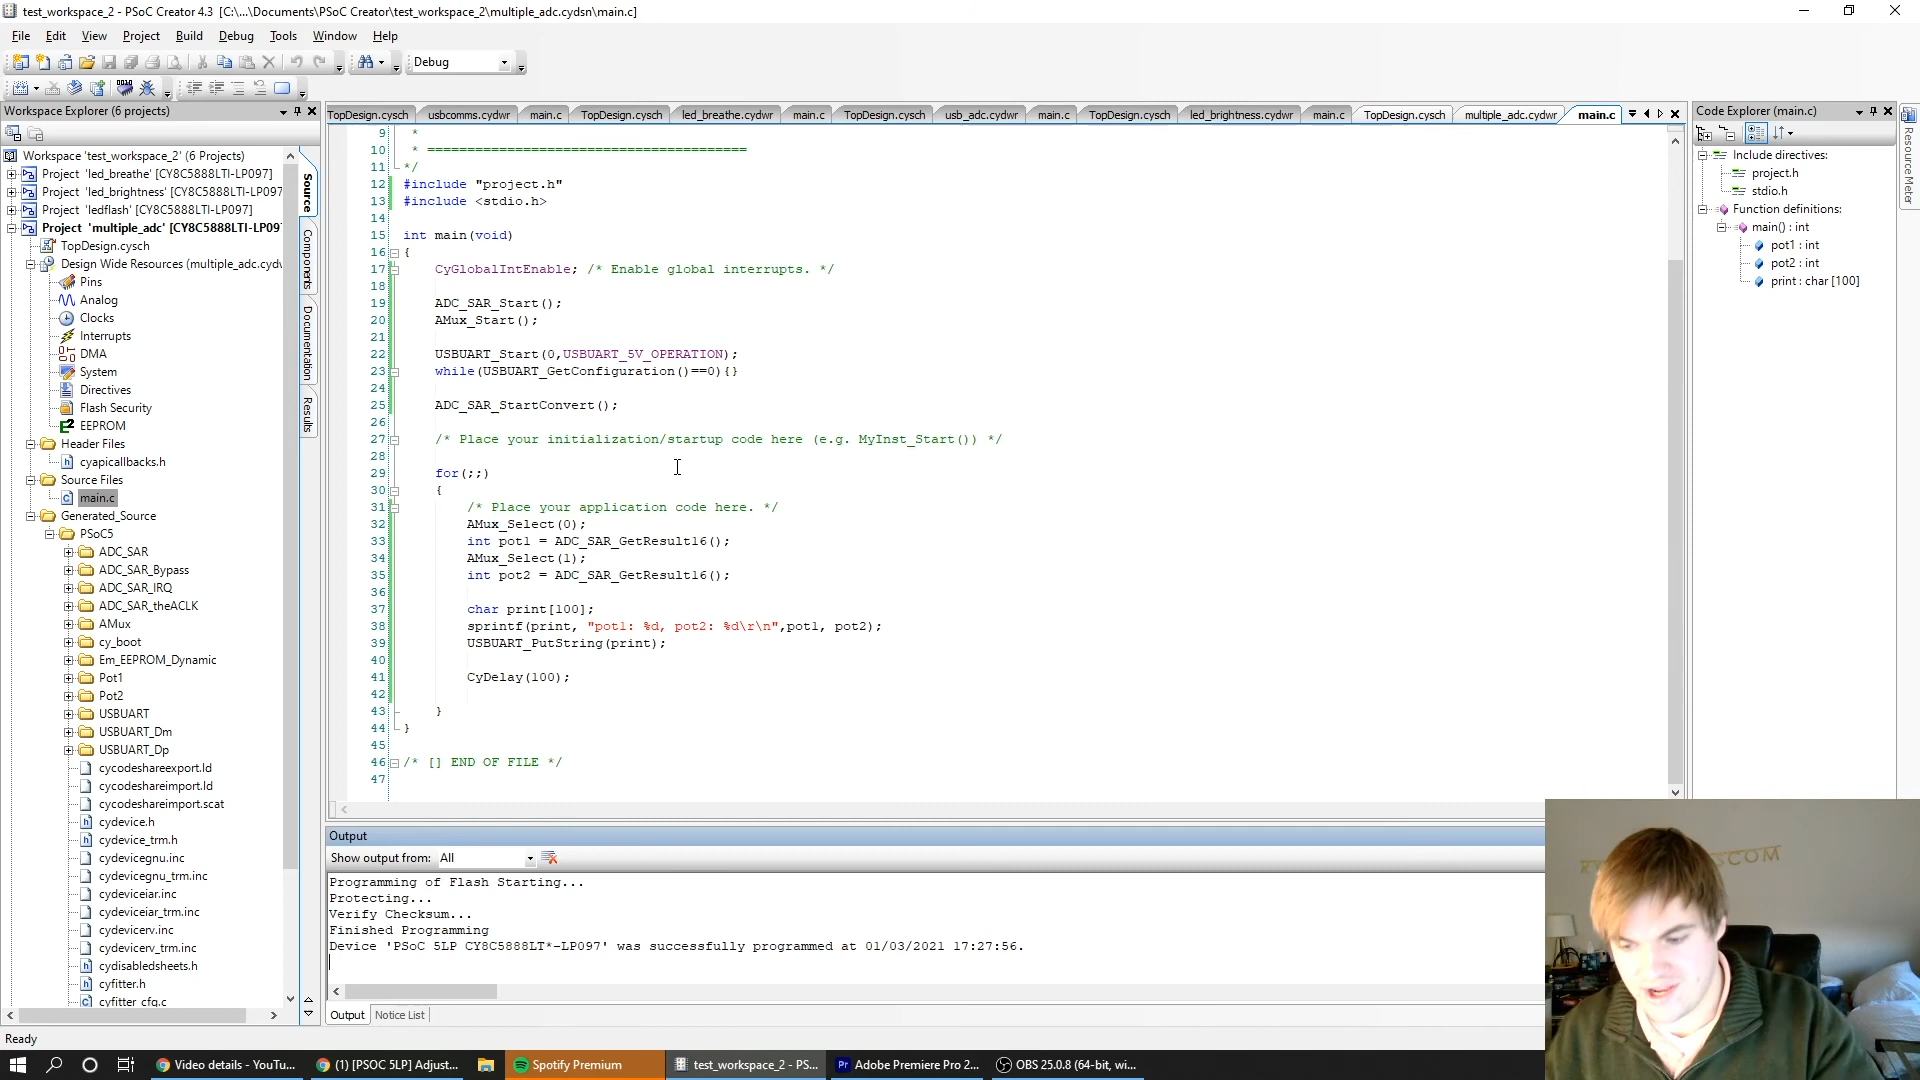 test_workspace_2 - PSoC Creator 4.3 [C:\...\Documents\PSoC Creator\test_workspace_2\multiple_adc.cydsn\main.c]
File Edit View Project Build Debug Tools Window Help
Debug
Workspace Explorer (6 projects)
Workspace 'test_workspace_2' (6 Projects)
Project 'led_breathe' [CY8C5888LTI-LP097]
Project 'led_brightness' [CY8C5888LTI-LP097
Project 'ledflash' [CY8C5888LTI-LP097]
Project 'multiple_adc' [CY8C5888LTI-LP09
TopDesign.cysch
Design Wide Resources (multiple_adc.cydv
Pins
Analog
Clocks
Interrupts
DMA
System
Directives
Flash Security
EEPROM
Header Files
cyapicallbacks.h
Source Files
main.c
Generated_Source
PSoC5
ADC_SAR
ADC_SAR_Bypass
ADC_SAR_IRQ
ADC_SAR_theACLK
AMux
cy_boot
Em_EEPROM_Dynamic
Pot1
Pot2
USBUART
USBUART_Dm
USBUART_Dp
cycodeshareexport.ld
cycodeshareimport.ld
cycodeshareimport.scat
cydevice.h
cydevice_trm.h
cydevicegnu.inc
cydevicegnu_trm.inc
cydeviceiar.inc
cydeviceiar_trm.inc
cydevicerv.inc
cydevicerv_trm.inc
cydisabledsheets.h
cyfitter.h
cyfitter_cfg.c
Source
Components
Documentation
Results
TopDesign.cysch usbcomms.cydwr main.c TopDesign.cysch led_breathe.cydwr main.c TopDesign.cysch usb_adc.cydwr main.c TopDesign.cysch led_brightness.cydwr main.c TopDesign.cysch multiple_adc.cydwr main.c
9 *
10 * ========================================
11 */
12 #include "project.h"
13 #include <stdio.h>
14
15 int main(void)
16 {
17 CyGlobalIntEnable; /* Enable global interrupts. */
18
19 ADC_SAR_Start();
20 AMux_Start();
21
22 USBUART_Start(0,USBUART_5V_OPERATION);
23 while(USBUART_GetConfiguration()==0){}
24
25 ADC_SAR_StartConvert();
26
27 /* Place your initialization/startup code here (e.g. MyInst_Start()) */
28
29 for(;;)
30 {
31 /* Place your application code here. */
32 AMux_Select(0);
33 int pot1 = ADC_SAR_GetResult16();
34 AMux_Select(1);
35 int pot2 = ADC_SAR_GetResult16();
36
37 char print[100];
38 sprintf(print, "pot1: %d, pot2: %d\r\n",pot1, pot2);
39 USBUART_PutString(print);
40
41 CyDelay(100);
42
43 }
44 }
45
46 /* [] END OF FILE */
47
Code Explorer (main.c)
Include directives:
project.h
stdio.h
Function definitions:
main() : int
pot1 : int
pot2 : int
print : char [100]
Resource Meter
Output
Show output from: All
Programming of Flash Starting...
Protecting...
Verify Checksum...
Finished Programming
Device 'PSoC 5LP CY8C5888LT*-LP097' was successfully programmed at 01/03/2021 17:27:56.
Output Notice List
Ready
Video details - YouTu... (1) [PSOC 5LP] Adjust... Spotify Premium test_workspace_2 - PS... Adobe Premiere Pro 2... OBS 25.0.8 (64-bit, wi...